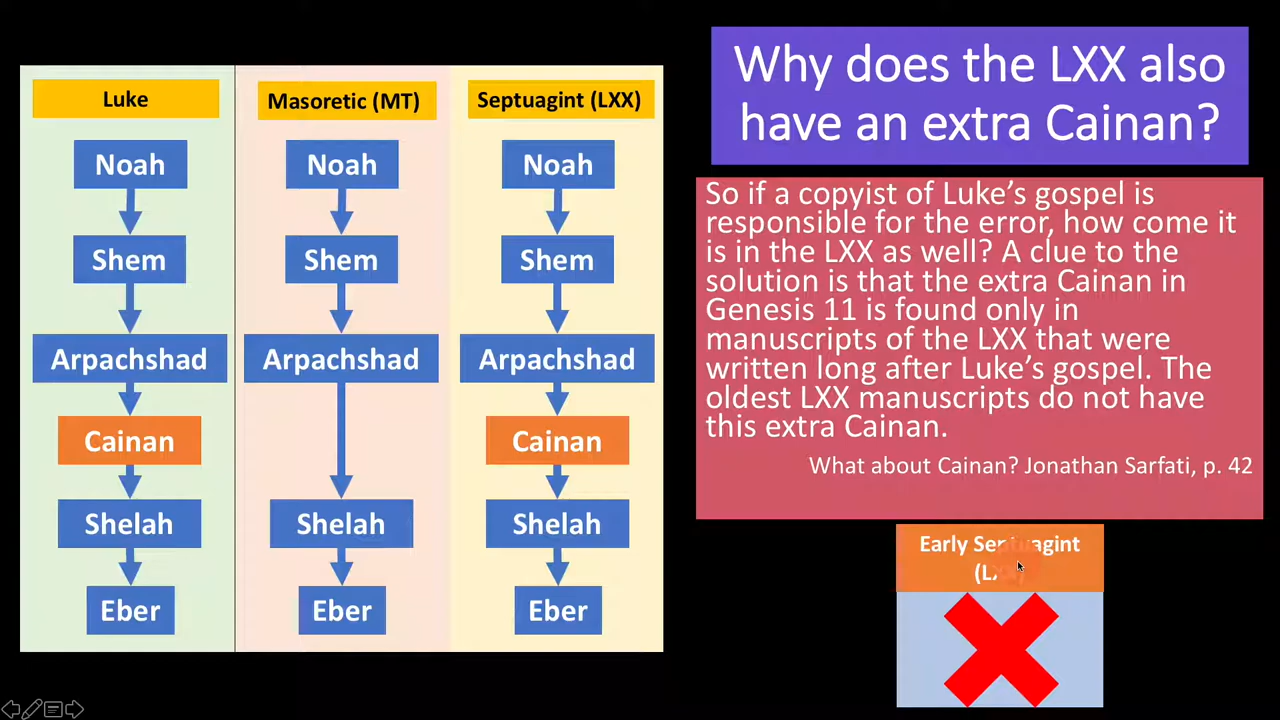 Luke
Noah
Shem
Arpachshad
Cainan
Shelah
Eber
Masoretic (MT)
Noah
Shem
Arpachshad
Shelah
Eber
Septuagint (LXX)
Noah
Shem
Arpachshad
Cainan
Shelah
Eber
Why does the LXX also
have an extra Cainan?
So if a copyist of Luke's gospel is
responsible for the error, how come it
is in the LXX as well? A clue to the
solution is that the extra Cainan in
Genesis 11 is found only in
manuscripts of the LXX that were
written long after Luke's gospel. The
oldest LXX manuscripts do not have
this extra Cainan.
What about Cainan? Jonathan Sarfati, p. 42
Early Septuagint
(LXX)